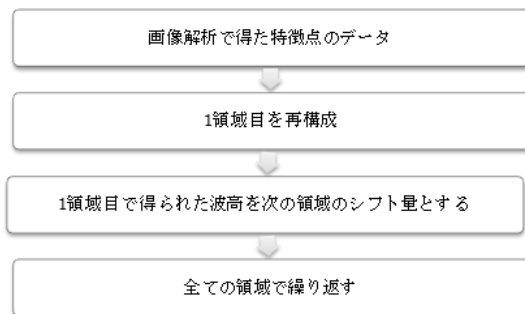 画像解析で得た特徴点のデータ
1領域目を再構成
1領域目で得られた波高を次の領域のシフト量とする
全ての領域で繰り返す